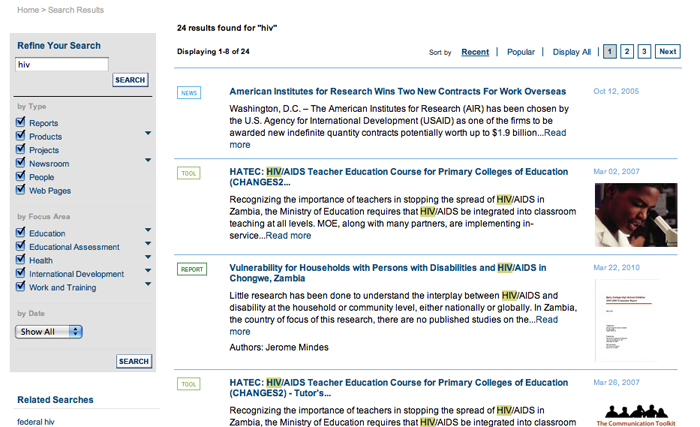 Home > Search Results
24 results found for "hiv"
Refine Your Search
Displaying 1-8 of 24
Sort by Recent | Popular | Display All | 1 2 3 Next
hiv
SEARCH
by Type
Reports
Products
Projects
Newsroom
People
Web Pages
by Focus Area
Education
Educational Assessment
Health
International Development
Work and Training
by Date
Show All
SEARCH
Related Searches
federal hiv
NEWS
American Institutes for Research Wins Two New Contracts For Work Overseas
Oct 12, 2005
Washington, D.C. – The American Institutes for Research (AIR) has been chosen by
the U.S. Agency for International Development (USAID) as one of the firms to be
awarded new indefinite quantity contracts potentially worth up to $1.9 billion...Read
more
TOOL
HATEC: HIV/AIDS Teacher Education Course for Primary Colleges of Education
(CHANGES2...
Mar 02, 2007
Recognizing the importance of teachers in stopping the spread of HIV/AIDS in
Zambia, the Ministry of Education requires that HIV/AIDS be integrated into classroom
teaching at all levels. MOE, along with many partners, are implementing in-
service...Read more
REPORT
Vulnerability for Households with Persons with Disabilities and HIV/AIDS in
Chongwe, Zambia
Mar 22, 2010
Little research has been done to understand the interplay between HIV/AIDS and
disability at the household or community level, either nationally or globally. In Zambia,
the country of focus of this research, there are no published studies on the...Read
more
Authors: Jerome Mindes
TOOL
HATEC: HIV/AIDS Teacher Education Course for Primary Colleges of Education
(CHANGES2) - Tutor's...
Mar 26, 2007
Recognizing the importance of teachers in stopping the spread of HIV/AIDS in
Zambia, the Ministry of Education requires that HIV/AIDS be integrated into classroom
The Communication Toolkit